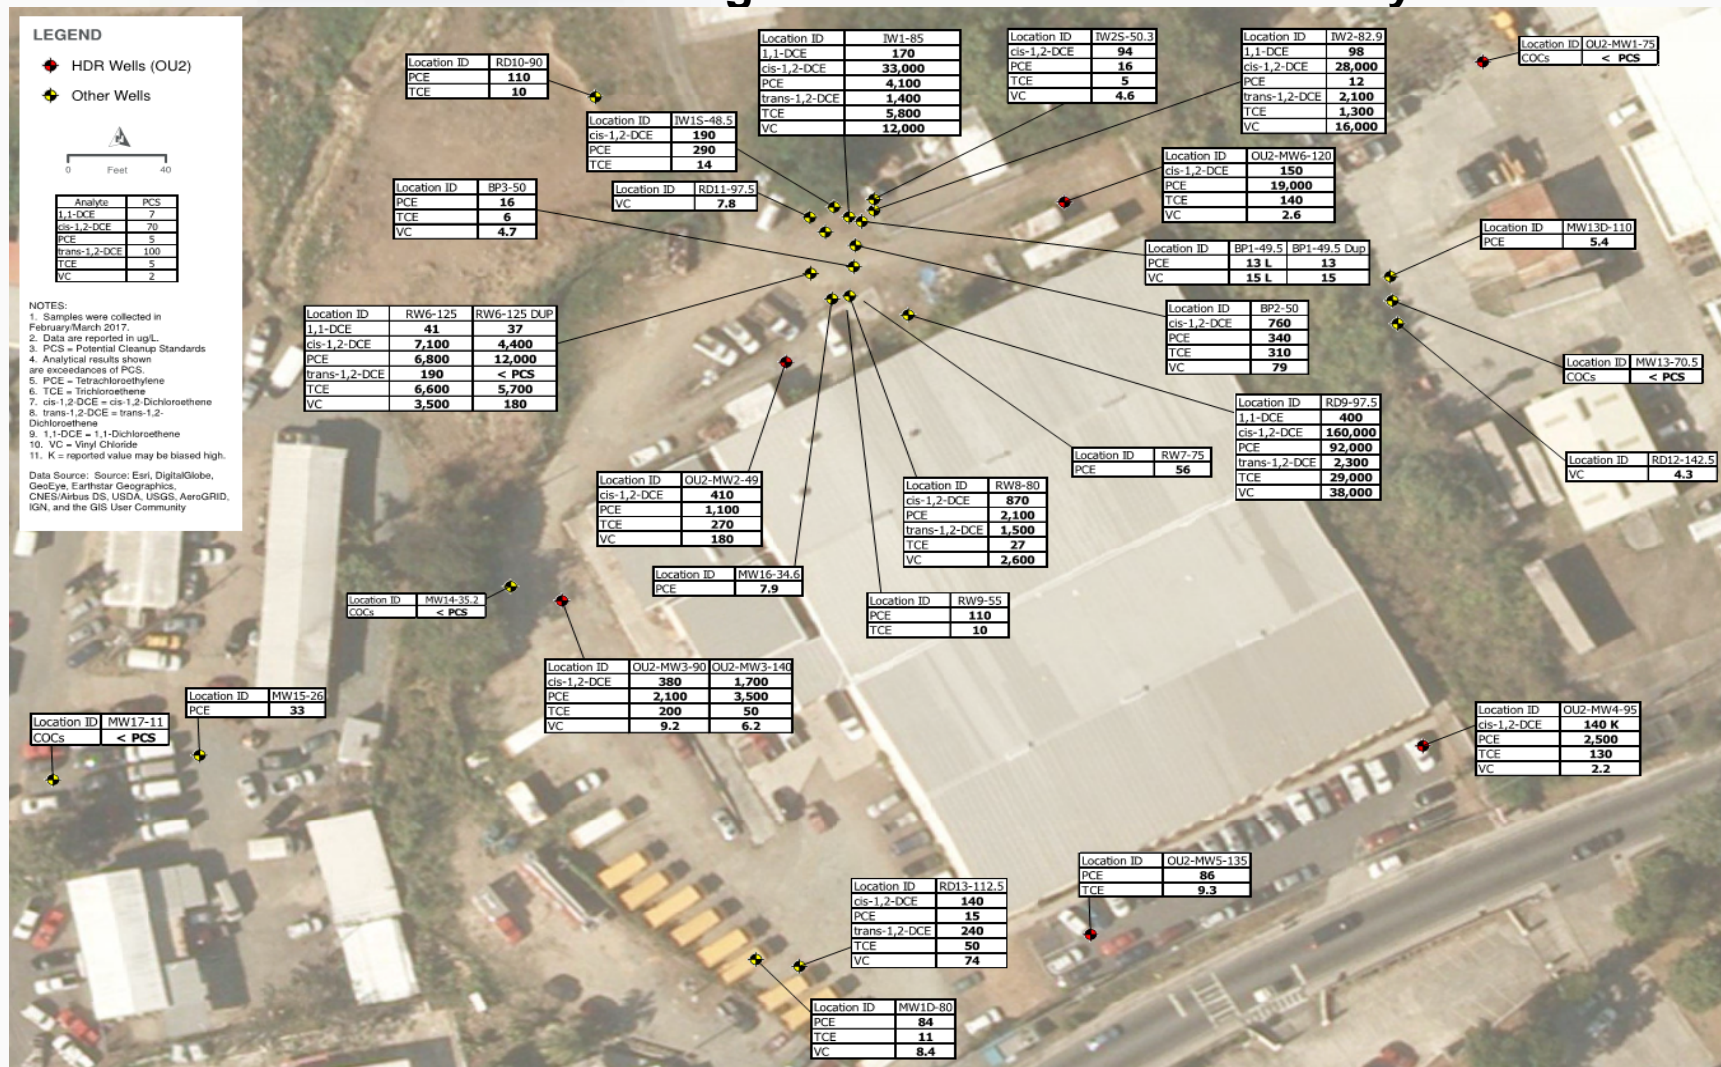 LEGEND
HDR Wells (OU2)
Other Wells
0 Feet 40
Analyte PCS
1,1-DCE 7
cis-1,2-DCE 70
PCE 5
trans-1,2-DCE 100
TCE 5
VC 2
NOTES:
1. Samples were collected in
February/March 2017.
2. Data are reported in ug/L.
3. PCS = Potential Cleanup Standards
4. Analytical results shown
are exceedances of PCS.
5. PCE = Tetrachloroethylene
6. TCE = Trichloroethene
7. cis-1,2-DCE = cis-1,2-Dichloroethene
8. trans-1,2-DCE = trans-1,2-
Dichloroethene
9. 1,1-DCE = 1,1-Dichloroethene
10. VC = Vinyl Chloride
11. K = reported value may be biased high.
Data Source: Source: Esri, DigitalGlobe,
GeoEye, Earthstar Geographics,
CNES/Airbus DS, USDA, USGS, AeroGRID,
IGN, and the GIS User Community
Location ID RD10-90
PCE 110
TCE 10
Location ID IW1-85
1,1-DCE 170
cis-1,2-DCE 33,000
PCE 4,100
trans-1,2-DCE 1,400
TCE 5,800
VC 12,000
Location ID IW2S-50.3
cis-1,2-DCE 94
PCE 16
TCE 5
VC 4.6
Location ID IW2-82.9
1,1-DCE 98
cis-1,2-DCE 28,000
PCE 12
trans-1,2-DCE 2,100
TCE 1,300
VC 16,000
Location ID OU2-MW1-75
COCs < PCS
Location ID IW1S-48.5
cis-1,2-DCE 190
PCE 290
TCE 14
Location ID BP3-50
PCE 16
TCE 6
VC 4.7
Location ID RD11-97.5
VC 7.8
Location ID OU2-MW6-120
cis-1,2-DCE 150
PCE 19,000
TCE 140
VC 2.6
Location ID MW13D-110
PCE 5.4
Location ID BP1-49.5 BP1-49.5 Dup
PCE 13 L 13
VC 15 L 15
Location ID RW6-125 RW6-125 DUP
1,1-DCE 41 37
cis-1,2-DCE 7,100 4,400
PCE 6,800 12,000
trans-1,2-DCE 190 < PCS
TCE 6,600 5,700
VC 3,500 180
Location ID BP2-50
cis-1,2-DCE 760
PCE 340
TCE 310
VC 79
Location ID MW13-70.5
COCs < PCS
Location ID RD9-97.5
1,1-DCE 400
cis-1,2-DCE 160,000
PCE 92,000
trans-1,2-DCE 2,300
TCE 29,000
VC 38,000
Location ID RW7-75
PCE 56
Location ID RD12-142.5
VC 4.3
Location ID OU2-MW2-49
cis-1,2-DCE 410
PCE 1,100
TCE 270
VC 180
Location ID RW8-80
cis-1,2-DCE 870
PCE 2,100
trans-1,2-DCE 1,500
TCE 27
VC 2,600
Location ID MW16-34.6
PCE 7.9
Location ID MW14-35.2
COCs < PCS
Location ID RW9-55
PCE 110
TCE 10
Location ID OU2-MW3-90 OU2-MW3-140
cis-1,2-DCE 380 1,700
PCE 2,100 3,500
TCE 200 50
VC 9.2 6.2
Location ID MW15-26
PCE 33
Location ID MW17-11
COCs < PCS
Location ID OU2-MW4-95
cis-1,2-DCE 140 K
PCE 2,500
TCE 130
VC 2.2
Location ID OU2-MW5-135
PCE 86
TCE 9.3
Location ID RD13-112.5
cis-1,2-DCE 140
PCE 15
trans-1,2-DCE 240
TCE 50
VC 74
Location ID MW1D-80
PCE 84
TCE 11
VC 8.4